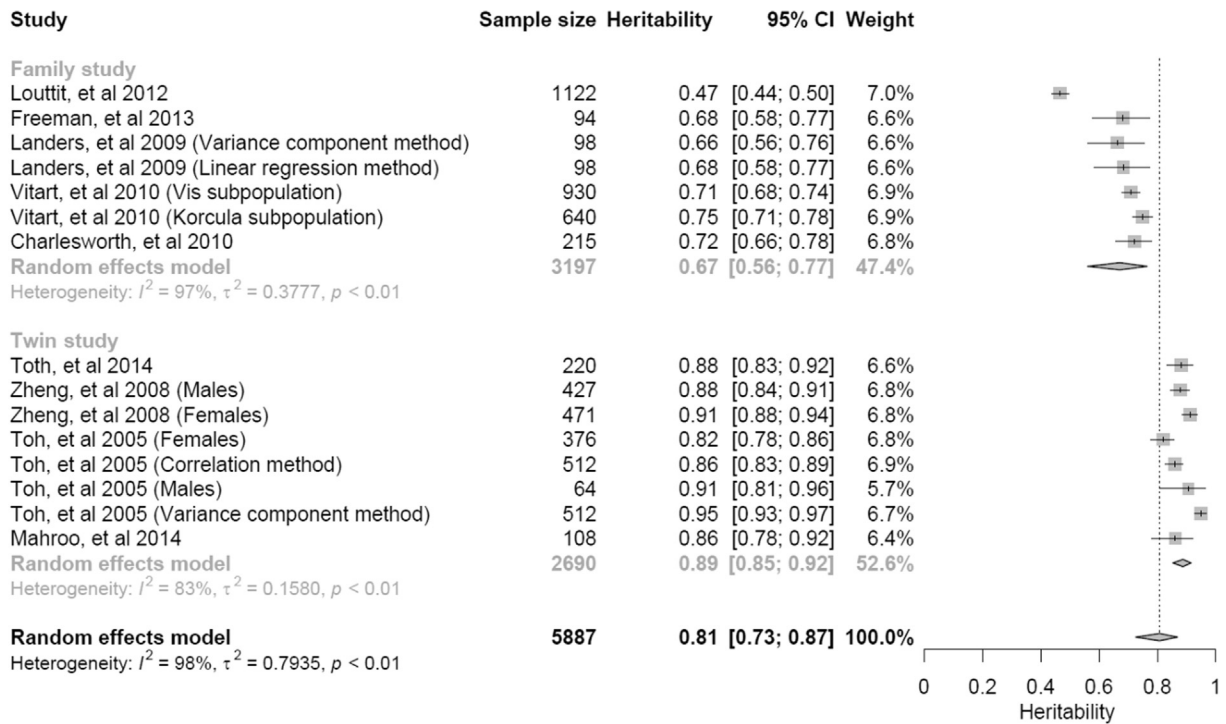 Study Sample size Heritability 95% CI Weight
Family study
Louttit, et al 2012 1122 0.47 [0.44; 0.50] 7.0%
Freeman, et al 2013 94 0.68 [0.58; 0.77] 6.6%
Landers, et al 2009 (Variance component method) 98 0.66 [0.56; 0.76] 6.6%
Landers, et al 2009 (Linear regression method) 98 0.68 [0.58; 0.77] 6.6%
Vitart, et al 2010 (Vis subpopulation) 930 0.71 [0.68; 0.74] 6.9%
Vitart, et al 2010 (Korcula subpopulation) 640 0.75 [0.71; 0.78] 6.9%
Charlesworth, et al 2010 215 0.72 [0.66; 0.78] 6.8%
Random effects model 3197 0.67 [0.56; 0.77] 47.4%
Heterogeneity: I² = 97%, τ² = 0.3777, p < 0.01
Twin study
Toth, et al 2014 220 0.88 [0.83; 0.92] 6.6%
Zheng, et al 2008 (Males) 427 0.88 [0.84; 0.91] 6.8%
Zheng, et al 2008 (Females) 471 0.91 [0.88; 0.94] 6.8%
Toh, et al 2005 (Females) 376 0.82 [0.78; 0.86] 6.8%
Toh, et al 2005 (Correlation method) 512 0.86 [0.83; 0.89] 6.9%
Toh, et al 2005 (Males) 64 0.91 [0.81; 0.96] 5.7%
Toh, et al 2005 (Variance component method) 512 0.95 [0.93; 0.97] 6.7%
Mahroo, et al 2014 108 0.86 [0.78; 0.92] 6.4%
Random effects model 2690 0.89 [0.85; 0.92] 52.6%
Heterogeneity: I² = 83%, τ² = 0.1580, p < 0.01
Random effects model 5887 0.81 [0.73; 0.87] 100.0%
Heterogeneity: I² = 98%, τ² = 0.7935, p < 0.01
0 0.2 0.4 0.6 0.8 1
Heritability